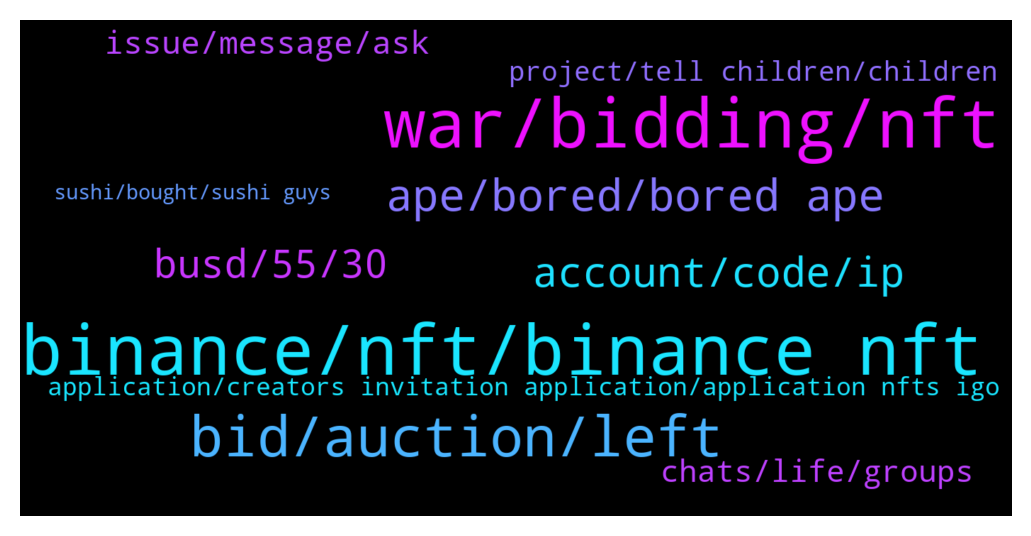 issue/message/ask
project/tell children/children
war/bidding/nft
sushi/bought/sushi guys
ape/bored/bored ape
busd/55/30
account/code/ip
binance/nft/binance nft
application/creators invitation application/application nfts igo
bid/auction/left
chats/life/groups